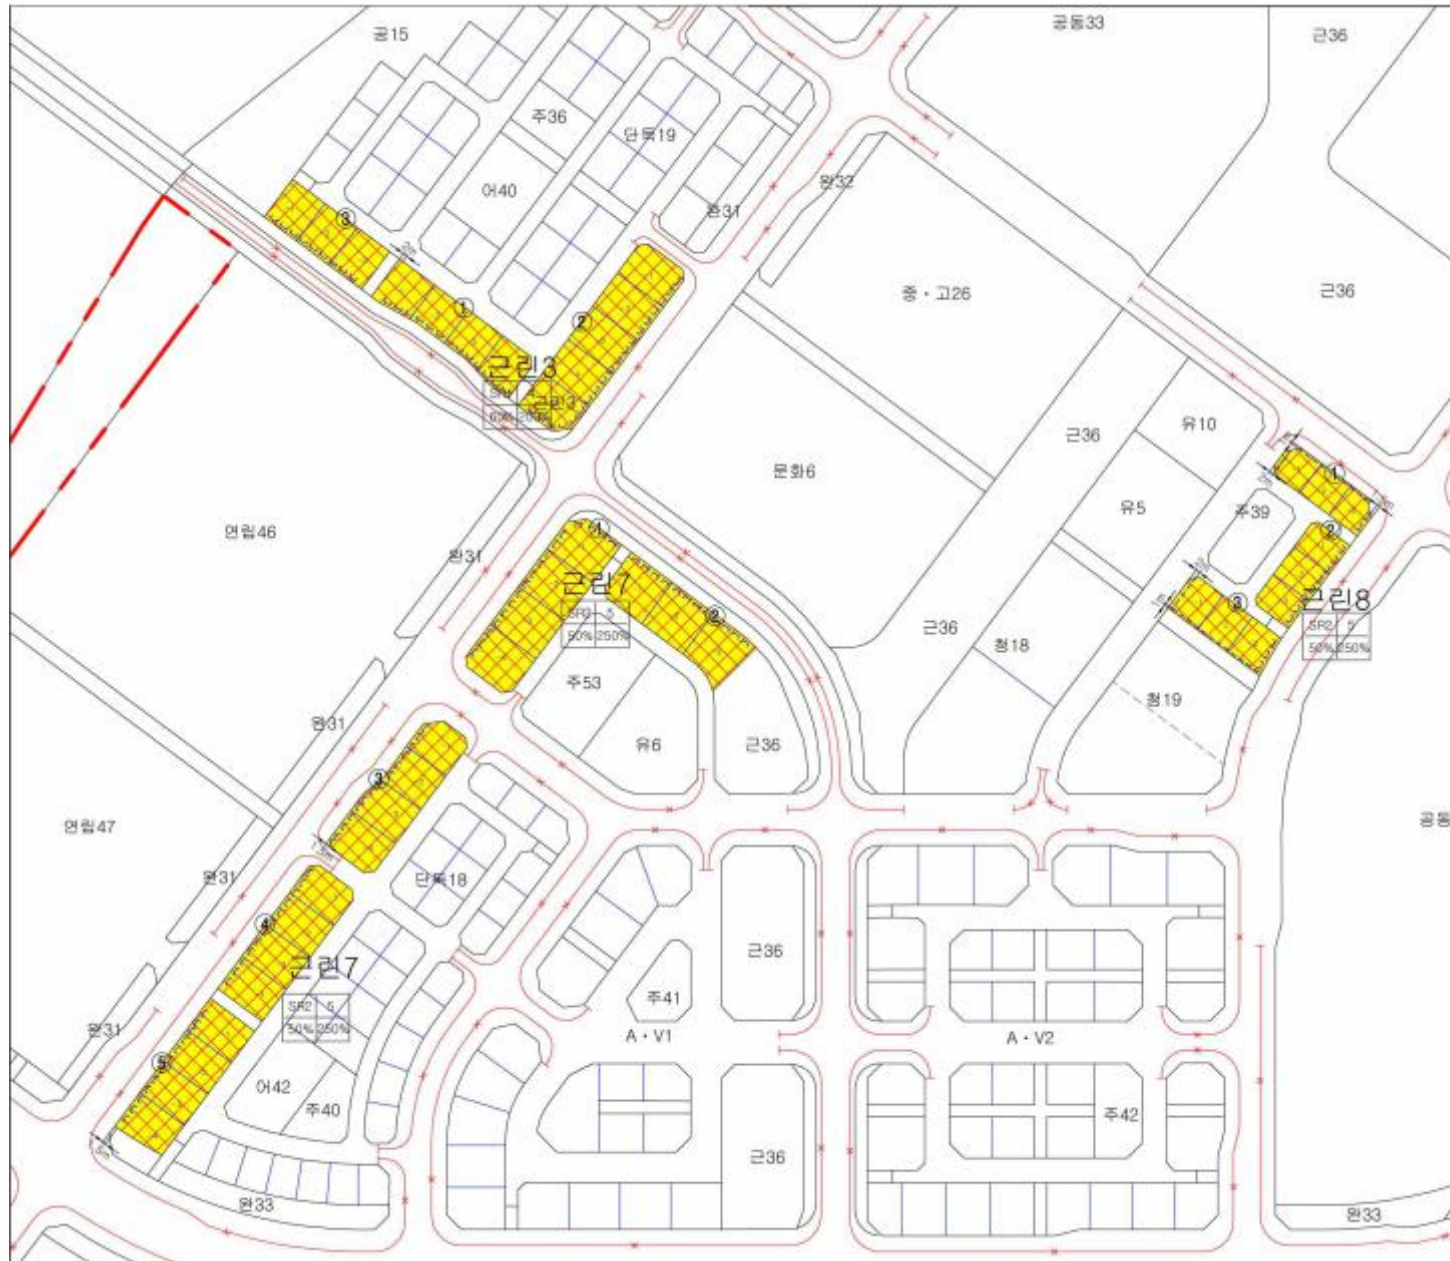 공15
공동33
근36
주36
단독19
어40
완32
완31
③
2m
①
②
근린3
중・고26
근36
문화6
근36
유10
유5
①
2m
주39
②
③
근린8
SR2 5
50% 250%
연립46
완31
①
근린7
SR2 5
50% 250%
②
근36
청18
청19
주53
유6
근36
완31
③
연립47
완31
단독18
④
근린7
SR2 5
50% 250%
근36
주41
A・V1
A・V2
완31
⑤
어42
주40
주42
5m
근36
완33
완33